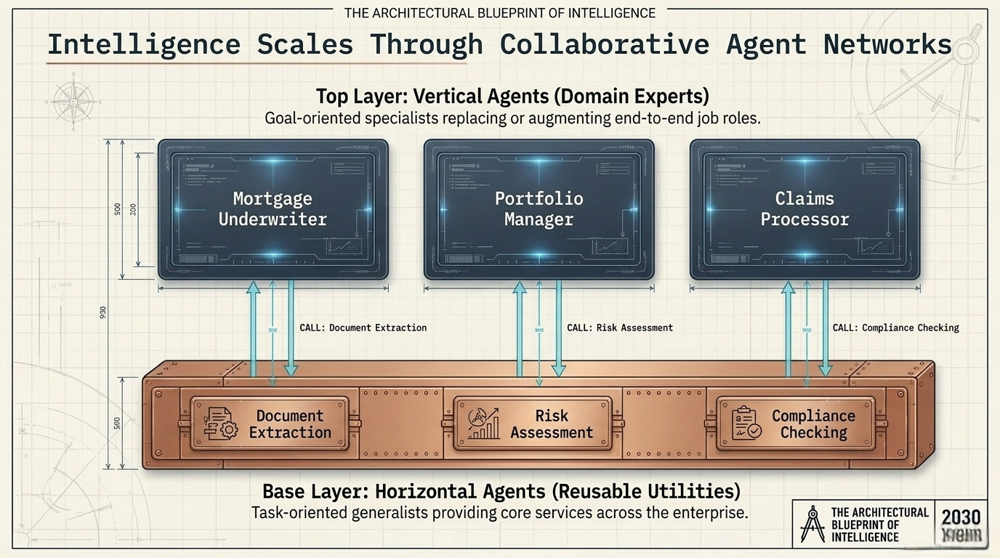 THE ARCHITECTURAL BLUEPRINT OF INTELLIGENCE
Intelligence Scales Through Collaborative Agent Networks
Top Layer: Vertical Agents (Domain Experts)
Goal-oriented specialists replacing or augmenting end-to-end job roles.
N
Mortgage
Underwriter
Portfolio
Manager
Claims
Processor
200
CALL: Document Extraction
CALL: Risk Assessment
CALL: Compliance Checking
Document
Extraction
Risk
Assessment
Compliance
Checking
Base Layer: Horizontal Agents (Reusable Utilities)
Task-oriented generalists providing core services across the enterprise.
THE ARCHITECTURAL
BLUEPRINT OF
INTELLIGENCE
2030